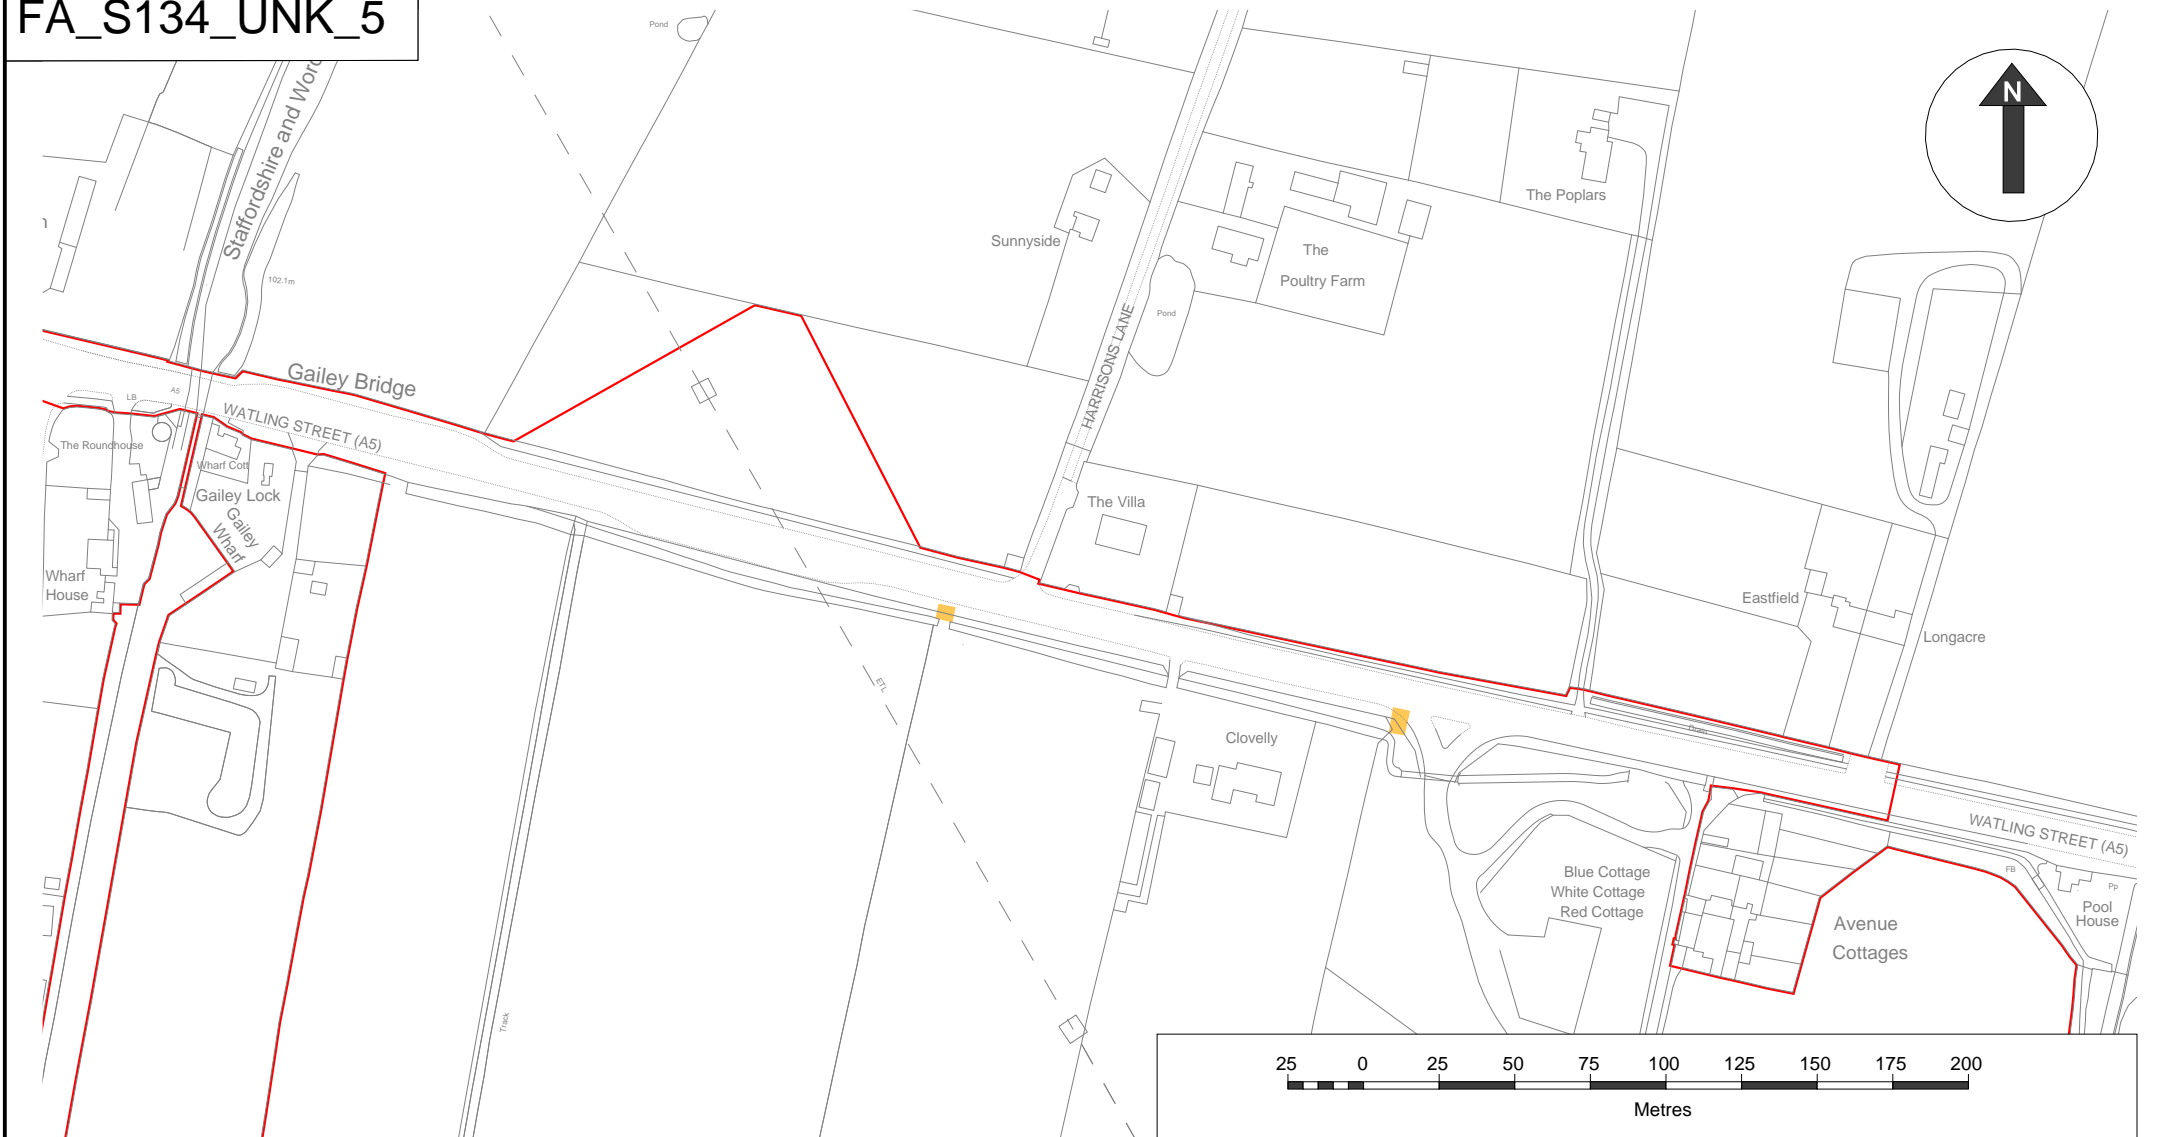 FA_S134_UNK_5
Pond
N
Staffordshire and Worc
The Poplars
Sunnyside
The
Poultry Farm
102.1m
Pond
HARRISONS LANE
Gailey Bridge
A5
LB
WATLING STREET (A5)
The Roundhouse
Wharf Cott
Gailey Lock
Gailey
Wharf
The Villa
Wharf
House
Eastfield
Longacre
ETL
Drain
Clovelly
WATLING STREET (A5)
Blue Cottage
White Cottage
Red Cottage
FB
Pp
Pool
House
Avenue
Cottages
Track
25 0 25 50 75 100 125 150 175 200
Metres